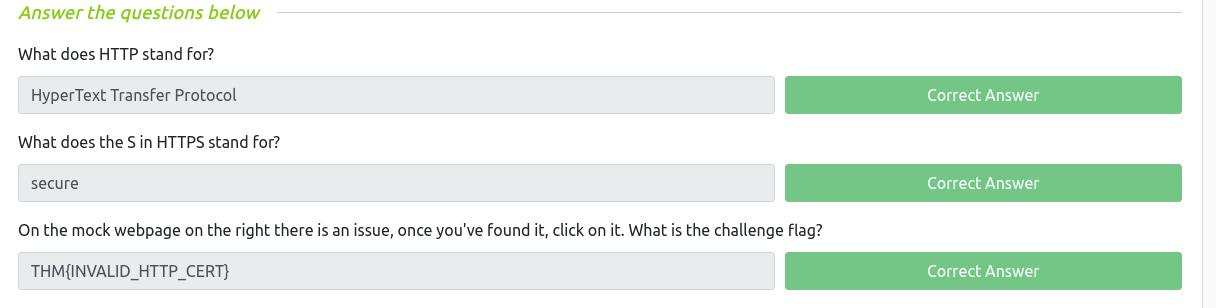 Answer the questions below
What does HTTP stand for?
HyperText Transfer Protocol
Correct Answer
What does the S in HTTPS stand for?
secure
Correct Answer
On the mock webpage on the right there is an issue, once you've found it, click on it. What is the challenge flag?
THM{INVALID_HTTP_CERT}
Correct Answer